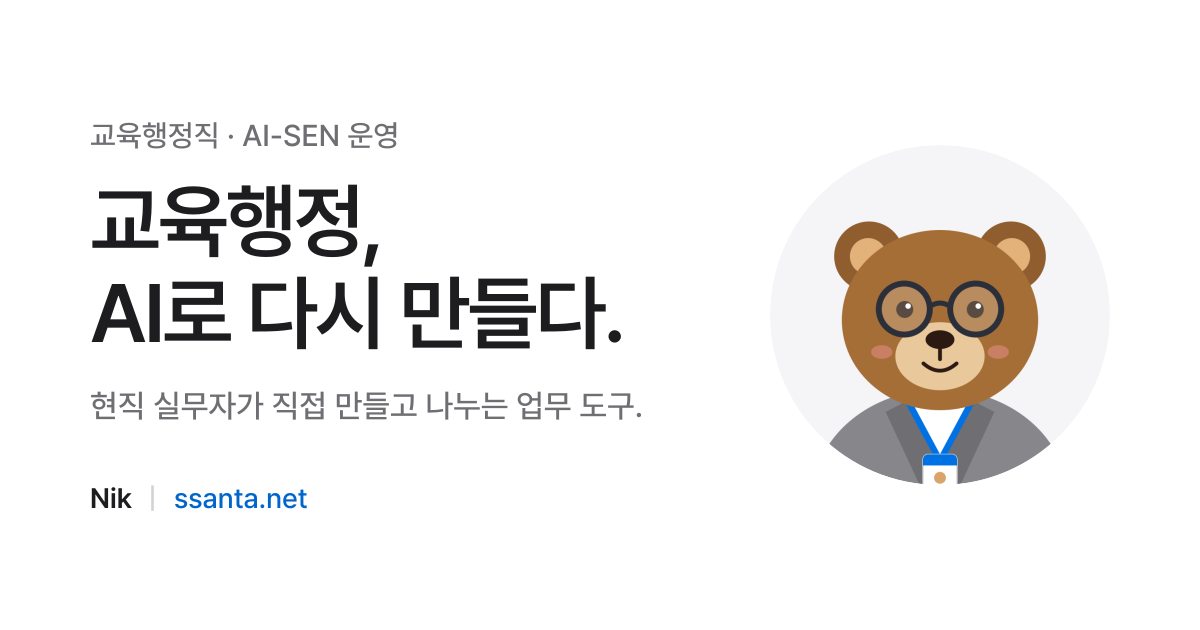 교육행정직 · AI-SEN 운영
교육행정,
AI로 다시 만들다.
현직 실무자가 직접 만들고 나누는 업무 도구.
Nik | ssanta.net